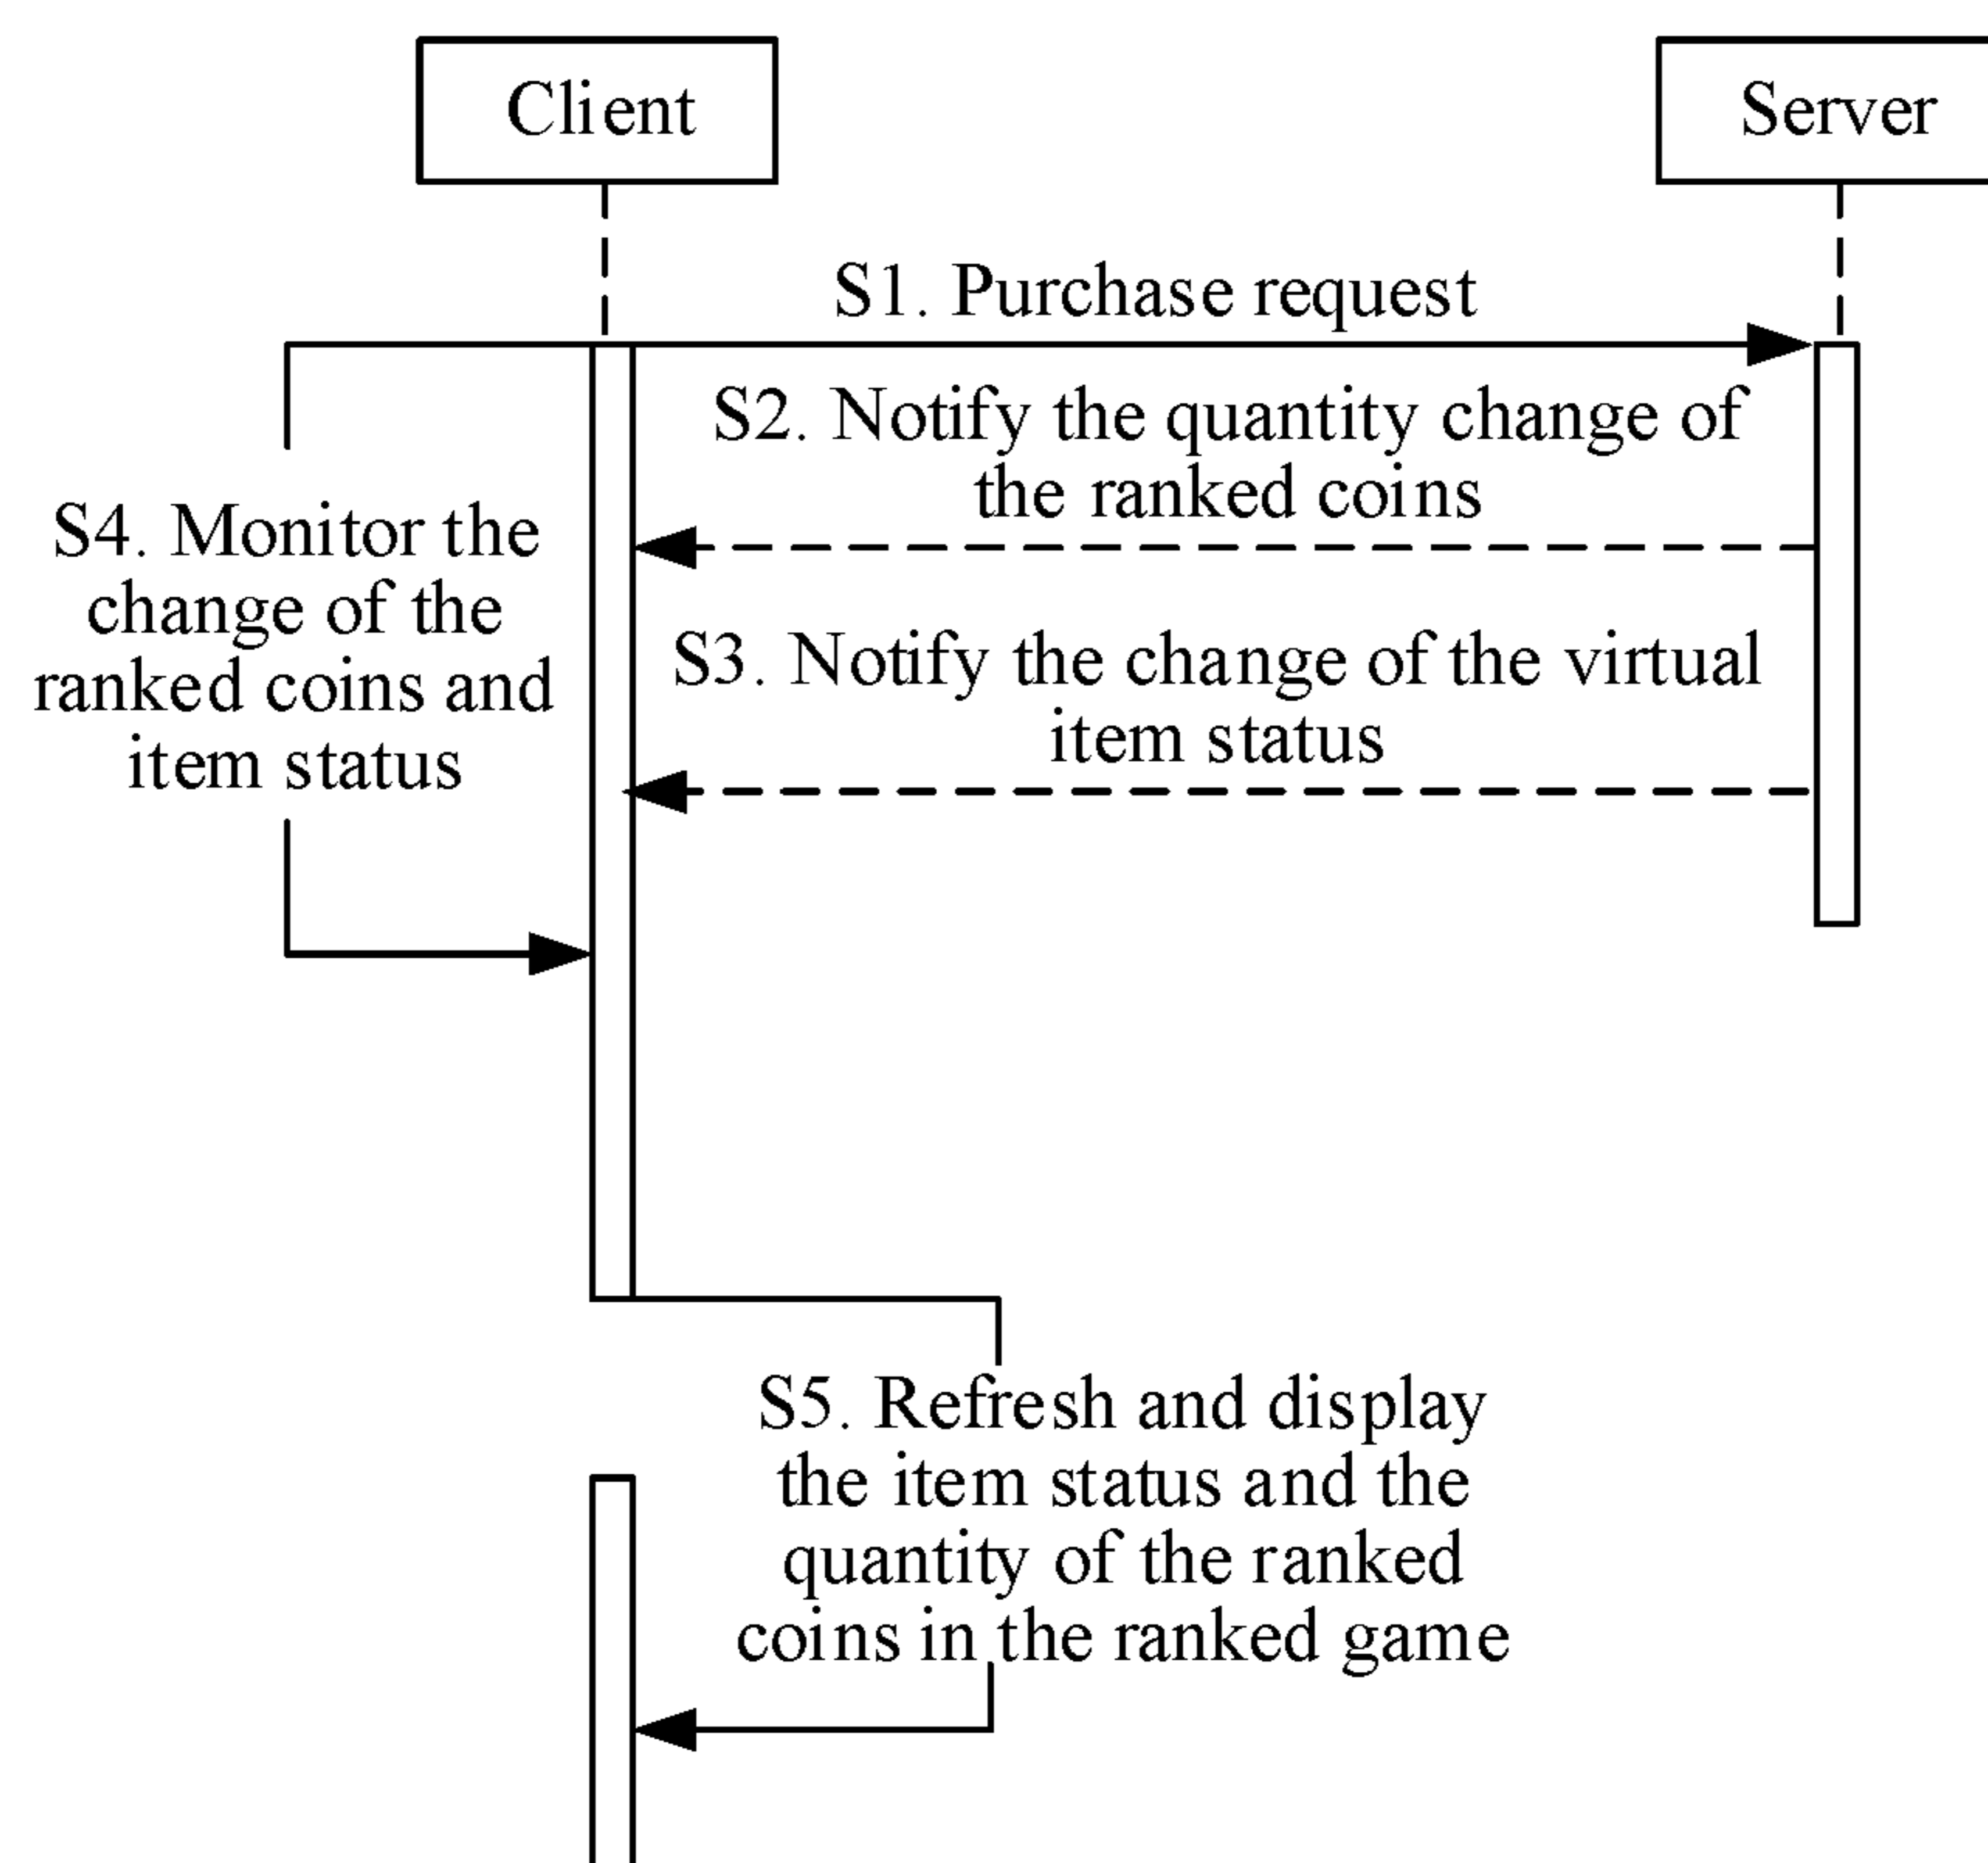 Client
Server
S1. Purchase request
S2. Notify the quantity change of
the ranked coins
S4. Monitor the
change of the
ranked coins and
item status
S3. Notify the change of the virtual
item status
S5. Refresh and display
the item status and the
quantity of the ranked
coins in the ranked game